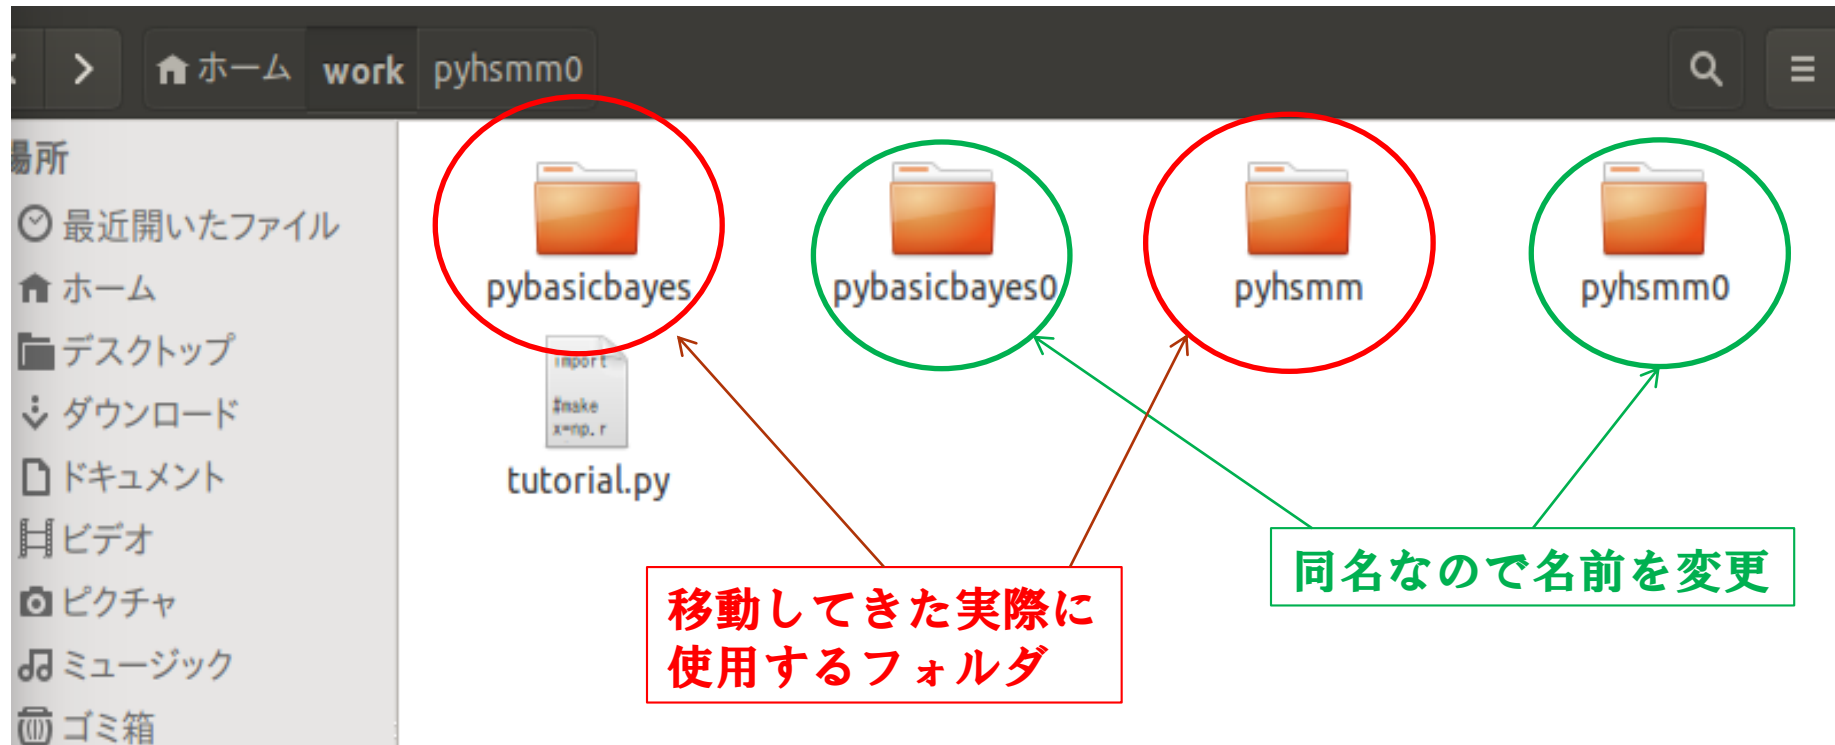 ホーム work pyhsmm0
場所
最近開いたファイル
ホーム
デスクトップ
ダウンロード
ドキュメント
ビデオ
ピクチャ
ミュージック
ゴミ箱
pybasicbayes pybasicbayes0 pyhsmm pyhsmm0
import
#make
x=np.r
tutorial.py
移動してきた実際に
使用するフォルダ
同名なので名前を変更